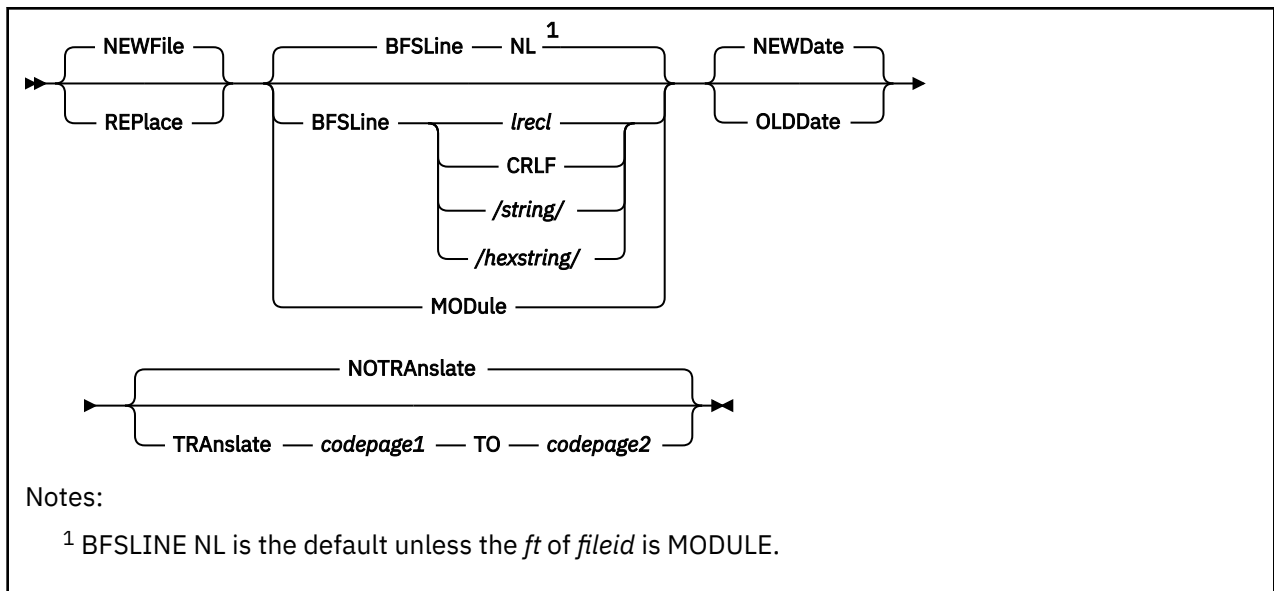 NEWFile
REPlace
BFSLine NL 1
BFSLine lrecl
CRLF
/string/
/hexstring/
MODule
NEWDate
OLDDate
NOTRAnslate
TRAnslate codepage1 TO codepage2
Notes:
1 BFSLINE NL is the default unless the ft of fileid is MODULE.